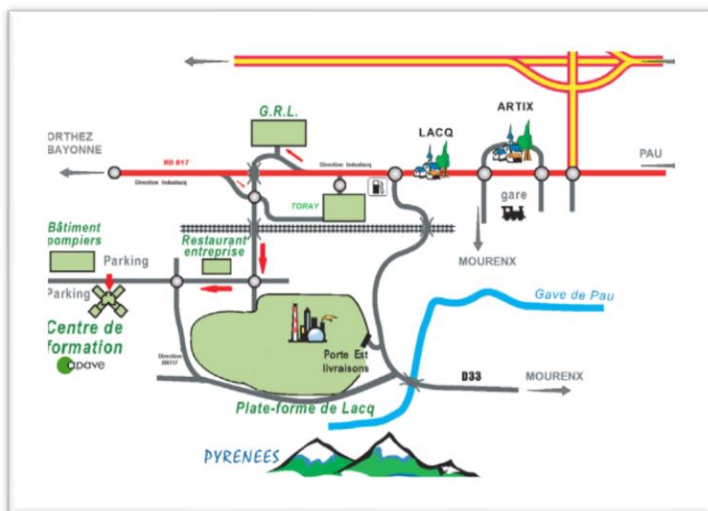 G.R.L.
ARTIX
LACQ
ORTHEZ
BAYONNE
RD 817
Direction Induslacq
PAU
Direction Induslacq
TORAY
gare
Bâtiment
pompiers
Restaurant
entreprise
Parking
MOURENX
Parking
Gave de Pau
Centre de
formation
apave
Porte Est
livraisons
Direction
D33
MOURENX
Plate-forme de Lacq
PYRENEES